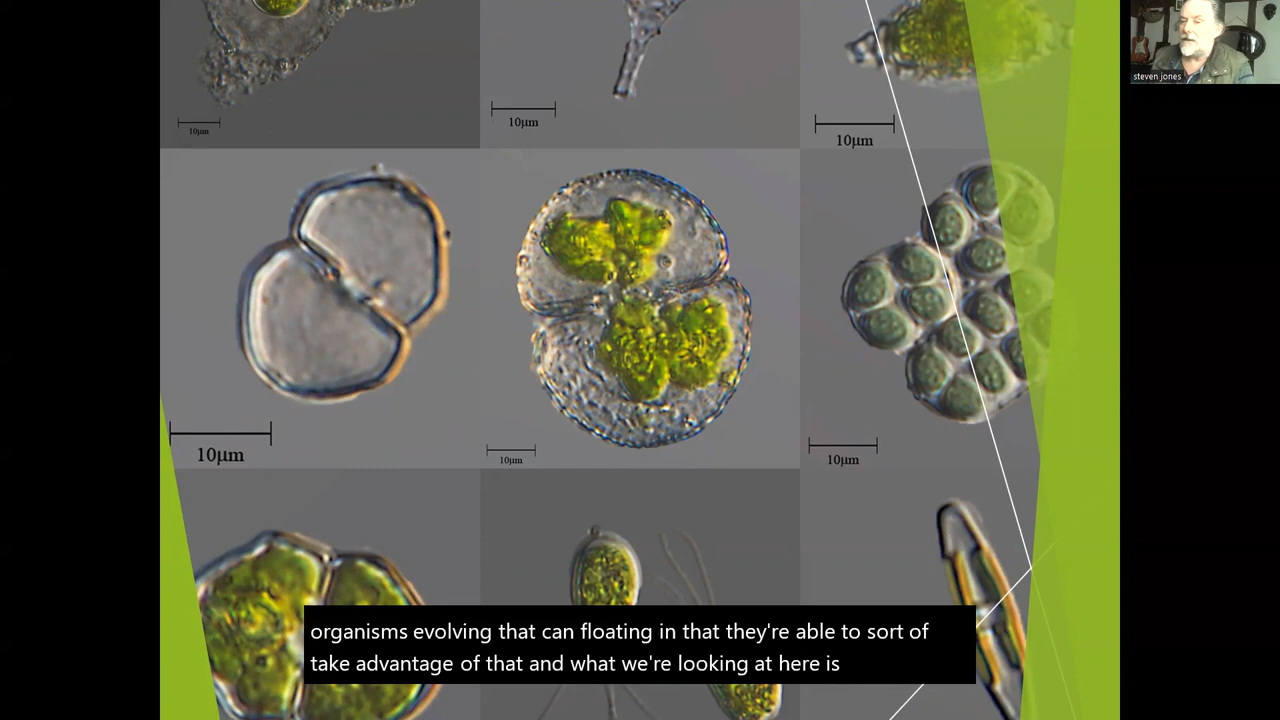 steven jones
10μm
10μm
10μm
10μm
10μm
10μm
organisms evolving that can floating in that they're able to sort of
take advantage of that and what we're looking at here is